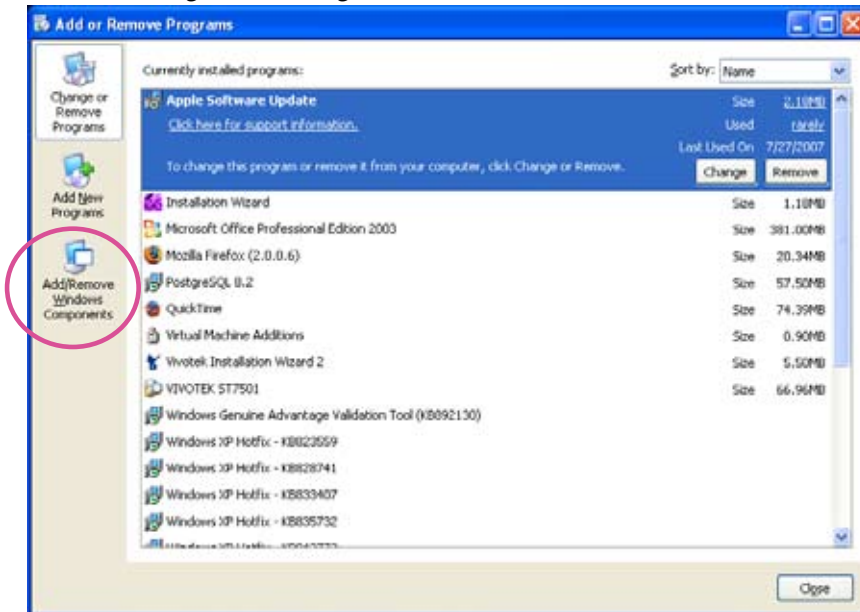 Add or Remove Programs
Change or
Remove
Programs
Add New
Programs
Add/Remove
Windows
Components
Currently installed programs:
Sort by: Name
Apple Software Update
Size 2.18MB
Click here for support information.
Used rarely
Last Used On 7/27/2007
To change this program or remove it from your computer, click Change or Remove.
Change Remove
Installation Wizard Size 1.18MB
Microsoft Office Professional Edition 2003 Size 381.00MB
Mozilla Firefox (2.0.0.6) Size 20.34MB
PostgreSQL 8.2 Size 57.50MB
QuickTime Size 74.39MB
Virtual Machine Additions Size 0.90MB
Vivotek Installation Wizard 2 Size 5.50MB
VIVOTEK ST7501 Size 66.96MB
Windows Genuine Advantage Validation Tool (KB892130)
Windows XP Hotfix - KB823559
Windows XP Hotfix - KB828741
Windows XP Hotfix - KB833407
Windows XP Hotfix - KB835732
Close